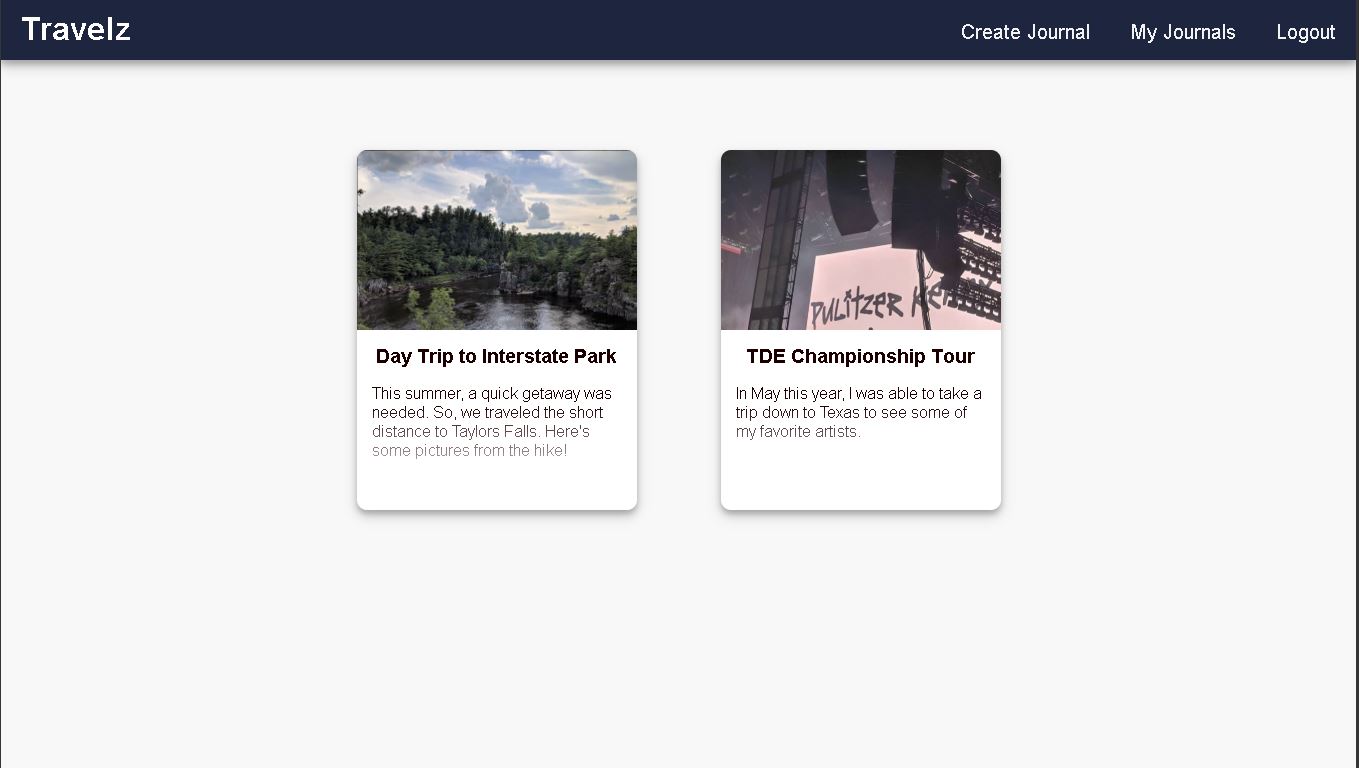 Travelz
Create Journal
My Journals
Logout
PULITZER
Day Trip to Interstate Park
This summer, a quick getaway was
needed. So, we traveled the short
distance to Taylors Falls. Here's
some pictures from the hike!
TDE Championship Tour
In May this year, I was able to take a
trip down to Texas to see some of
my favorite artists.